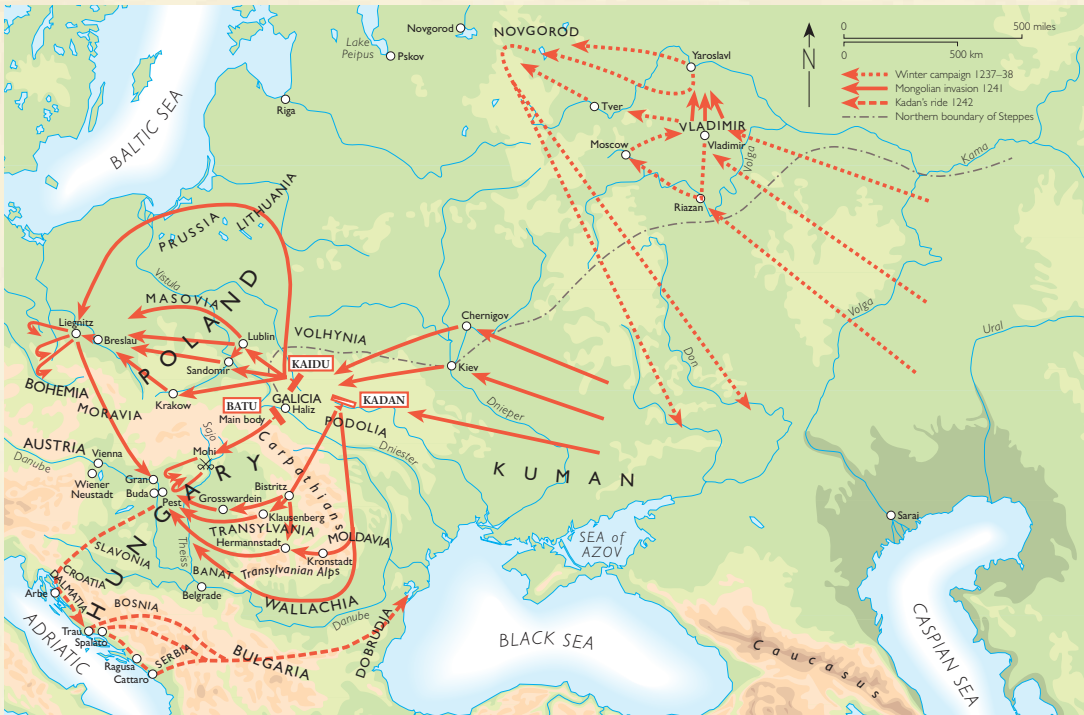 NOVGOROD
Novgorod
Lake
Peipus
Pskov
Yaroslavl
0
500 miles
0
500 km
N
Winter campaign 1237–38
Mongolian invasion 1241
Kadan's ride 1242
Northern boundary of Steppes
BALTIC SEA
Riga
Tver
VLADIMIR
Vladimir
Moscow
Volga
Kama
Riazan
PRUSSIA
LITHUANIA
Vistula
MASOVIA
POLAND
Liegnitz
Breslau
Lublin
VOLHYNIA
Chernigov
Volga
Ural
Don
Sandomir
KAIDU
Kiev
BOHEMIA
Krakow
GALICIA
Haliz
KADAN
BATU
Main body
MORAVIA
PODOLIA
Dnieper
Dniester
AUSTRIA
Vienna
Danube
Wiener
Neustadt
Sajo
Mohi
Carpathians
KUMAN
Gran
Buda
Pest
HUNGARY
Bistritz
Grosswardein
Klausenberg
TRANSYLVANIA
Hermannstadt
MOLDAVIA
Kronstadt
Saraj
SEA of
AZOV
SLAVONIA
Theiss
BANAT
Transylvanian Alps
CROATIA
DALMATIA
Arbe
Belgrade
WALLACHIA
BOSNIA
Danube
DOBRUDJA
Trau
Spalato
ADRIATIC
Ragusa
Cattaro
SERBIA
BULGARIA
BLACK SEA
Caucasus
CASPIAN SEA